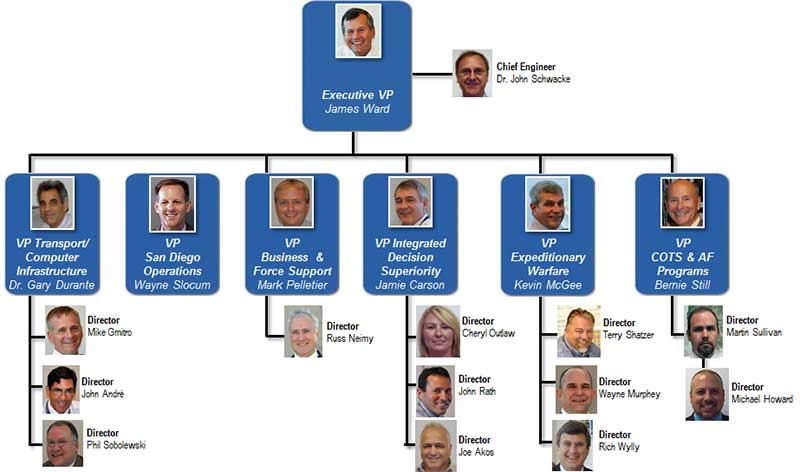 Executive VP
James Ward
Chief Engineer
Dr. John Schwacke
VP Transport/
Computer
Infrastructure
Dr. Gary Durante
VP
San Diego
Operations
Wayne Slocum
VP
Business &
Force Support
Mark Pelletier
VP Integrated
Decision
Superiority
Jamie Carson
VP
Expeditionary
Warfare
Kevin McGee
VP
COTS & AF
Programs
Bernie Still
Director
Mike Gmitro
Director
John André
Director
Phil Sobolewski
Director
Russ Neimy
Director
Cheryl Outlaw
Director
John Rath
Director
Joe Akos
Director
Terry Shatzer
Director
Wayne Murphey
Director
Rich Wylly
Director
Martin Sullivan
Director
Michael Howard